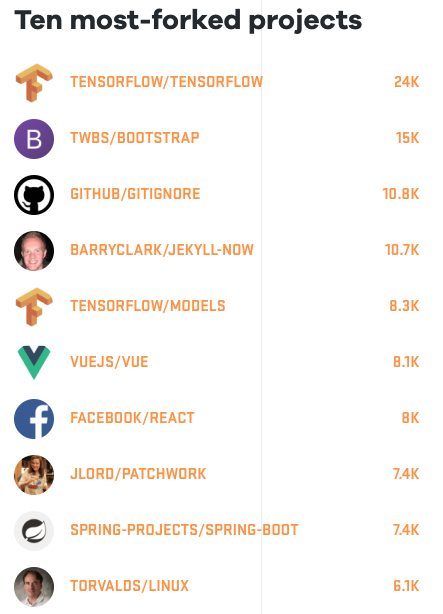 Ten most-forked projects
TENSORFLOW/TENSORFLOW 24K
B TWBS/BOOTSTRAP 15K
GITHUB/GITIGNORE 10.8K
BARRYCLARK/JEKYLL-NOW 10.7K
TENSORFLOW/MODELS 8.3K
VUEJS/VUE 8.1K
f FACEBOOK/REACT 8K
JLORD/PATCHWORK 7.4K
SPRING-PROJECTS/SPRING-BOOT 7.4K
TORVALDS/LINUX 6.1K